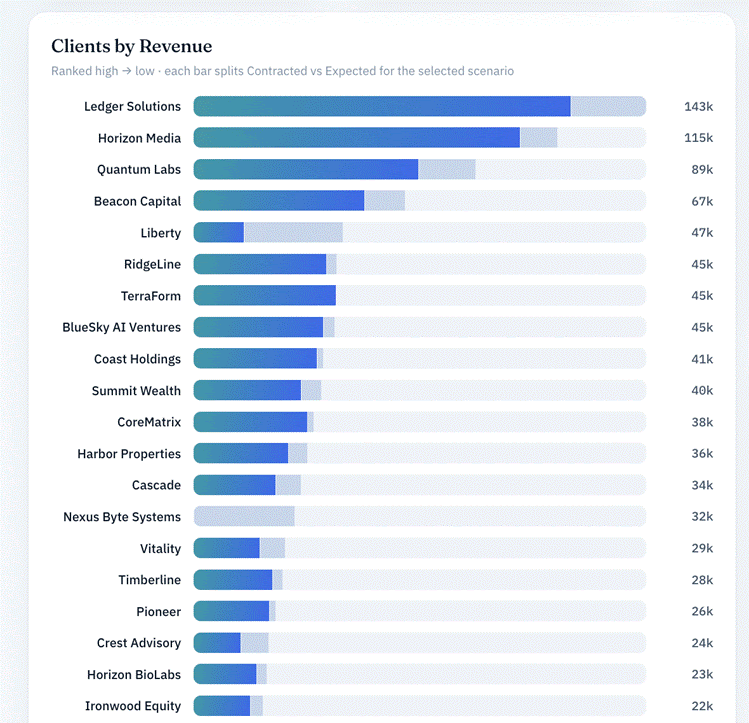 Clients by Revenue
Ranked high → low · each bar splits Contracted vs Expected for the selected scenario
Ledger Solutions 143k
Horizon Media 115k
Quantum Labs 89k
Beacon Capital 67k
Liberty 47k
RidgeLine 45k
TerraForm 45k
BlueSky AI Ventures 45k
Coast Holdings 41k
Summit Wealth 40k
CoreMatrix 38k
Harbor Properties 36k
Cascade 34k
Nexus Byte Systems 32k
Vitality 29k
Timberline 28k
Pioneer 26k
Crest Advisory 24k
Horizon BioLabs 23k
Ironwood Equity 22k